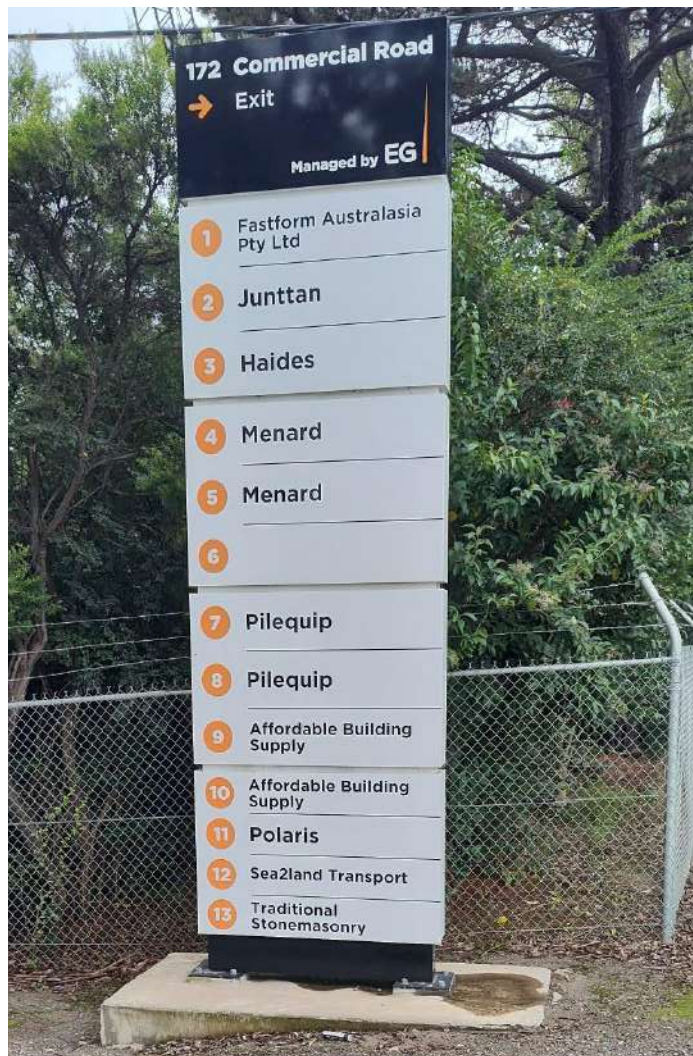 172 Commercial Road
Exit
Managed by EG
1 Fastform Australasia
Pty Ltd
2 Junttan
3 Haides
4 Menard
5 Menard
6
7 Pilequip
8 Pilequip
9 Affordable Building
Supply
10 Affordable Building
Supply
11 Polaris
12 Sea2land Transport
13 Traditional
Stonemasonry